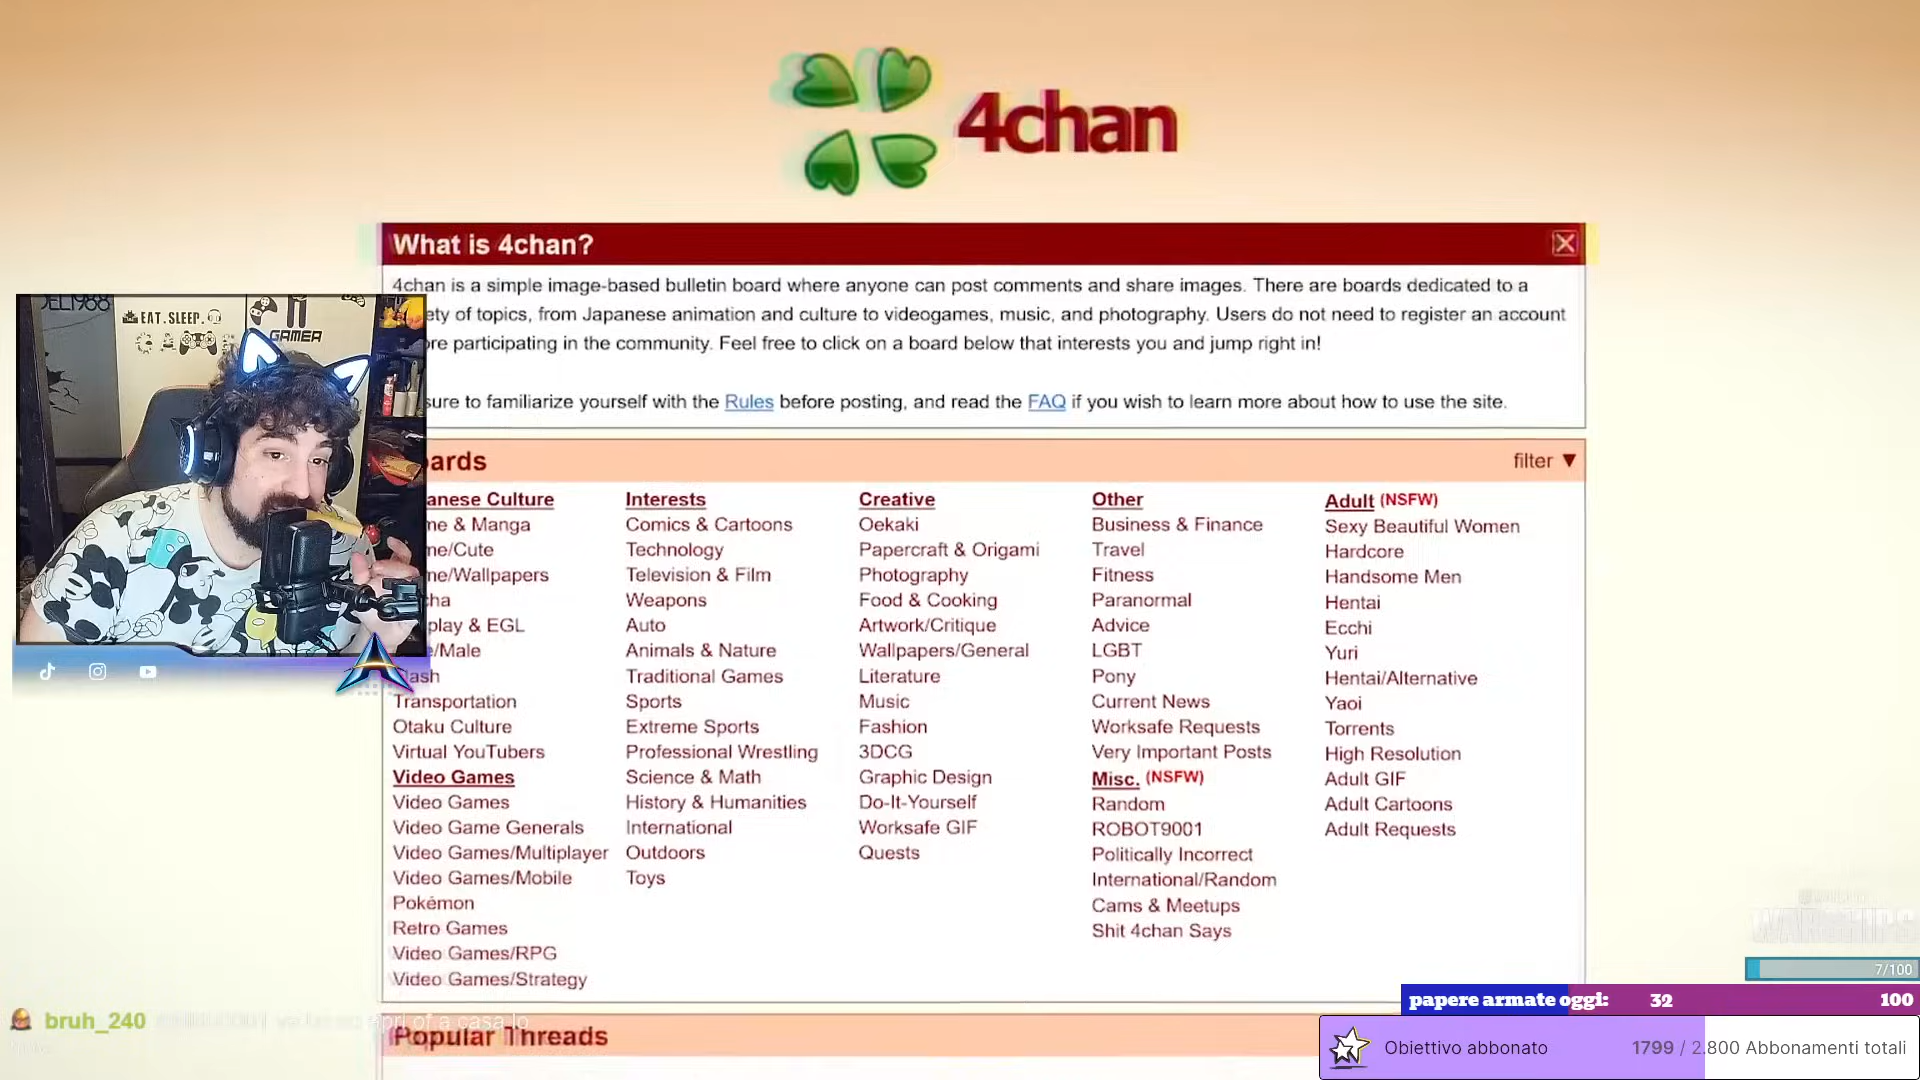 4chan
What is 4chan?
4chan is a simple image-based bulletin board where anyone can post comments and share images. There are boards dedicated to a
ety of topics, from Japanese animation and culture to videogames, music, and photography. Users do not need to register an account
re participating in the community. Feel free to click on a board below that interests you and jump right in!
sure to familiarize yourself with the Rules before posting, and read the FAQ if you wish to learn more about how to use the site.
EAT.SLEEP.
GAMER
ards
filter ▼
anese Culture
me & Manga
me/Cute
me/Wallpapers
cha
play & EGL
e/Male
lash
Transportation
Otaku Culture
Virtual YouTubers
Video Games
Video Games
Video Game Generals
Video Games/Multiplayer
Video Games/Mobile
Pokémon
Retro Games
Video Games/RPG
Video Games/Strategy
Interests
Comics & Cartoons
Technology
Television & Film
Weapons
Auto
Animals & Nature
Traditional Games
Sports
Extreme Sports
Professional Wrestling
Science & Math
History & Humanities
International
Outdoors
Toys
Creative
Oekaki
Papercraft & Origami
Photography
Food & Cooking
Artwork/Critique
Wallpapers/General
Literature
Music
Fashion
3DCG
Graphic Design
Do-It-Yourself
Worksafe GIF
Quests
Other
Business & Finance
Travel
Fitness
Paranormal
Advice
LGBT
Pony
Current News
Worksafe Requests
Very Important Posts
Misc. (NSFW)
Random
ROBOT9001
Politically Incorrect
International/Random
Cams & Meetups
Shit 4chan Says
Adult (NSFW)
Sexy Beautiful Women
Hardcore
Handsome Men
Hentai
Ecchi
Yuri
Hentai/Alternative
Yaoi
Torrents
High Resolution
Adult GIF
Adult Cartoons
Adult Requests
WARSHIPS
7/100
papere armate oggi: 32 100
bruh_240
Popular Threads
Obiettivo abbonato 1799 / 2.800 Abbonamenti totali